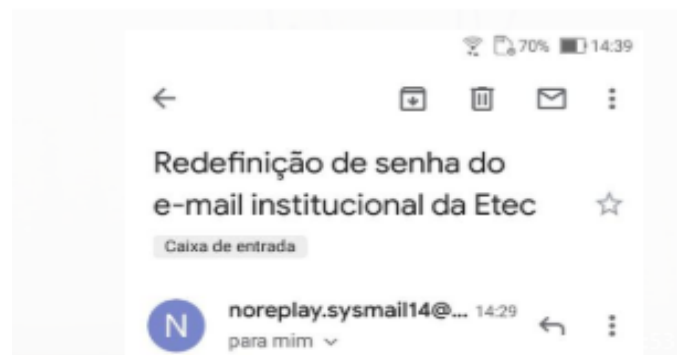 70% 14:39
Redefinição de senha do
e-mail institucional da Etec
Caixa de entrada
N noreplay.sysmail14@... 14:29
para mim